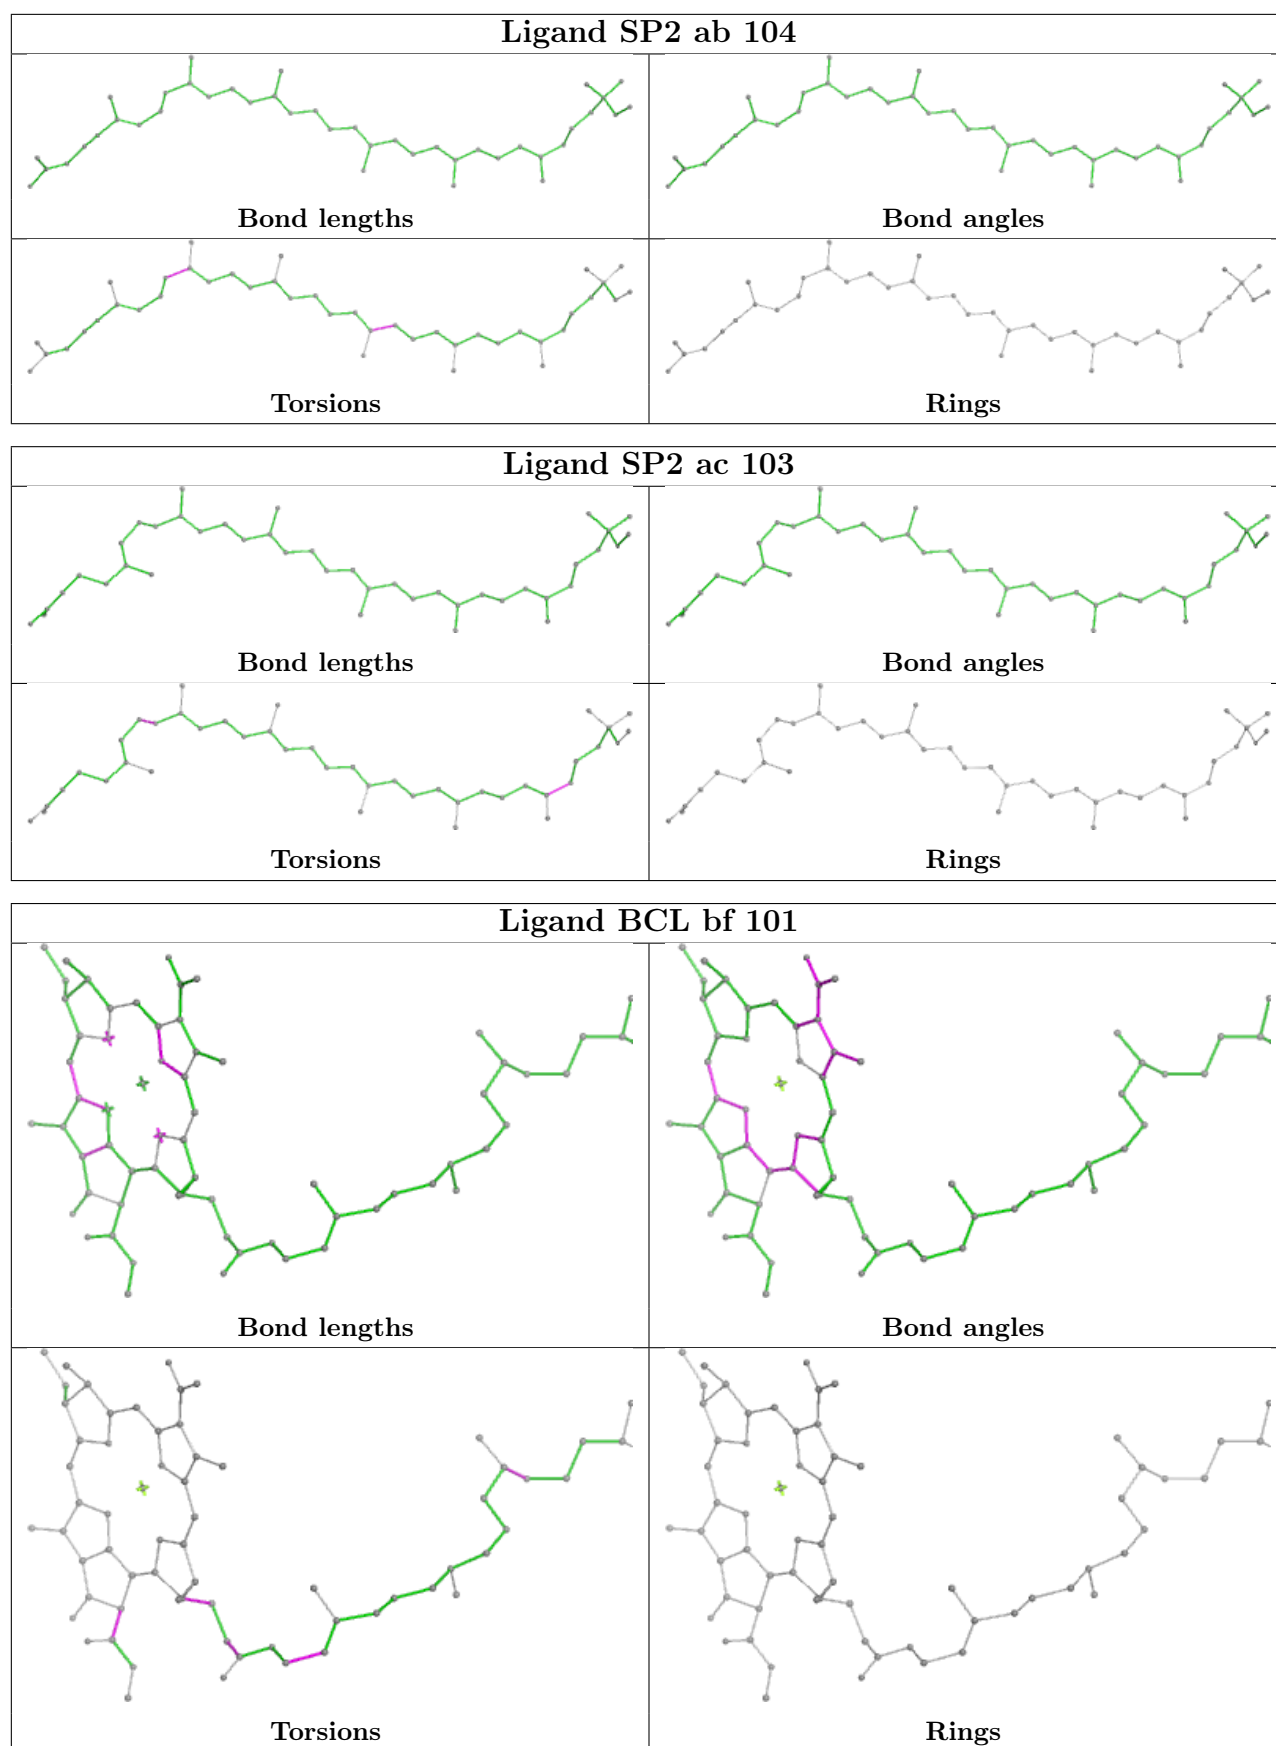 Ligand SP2 ab 104
Bond lengths
Bond angles
Torsions
Rings
Ligand SP2 ac 103
Bond lengths
Bond angles
Torsions
Rings
Ligand BCL bf 101
Bond lengths
Bond angles
Torsions
Rings